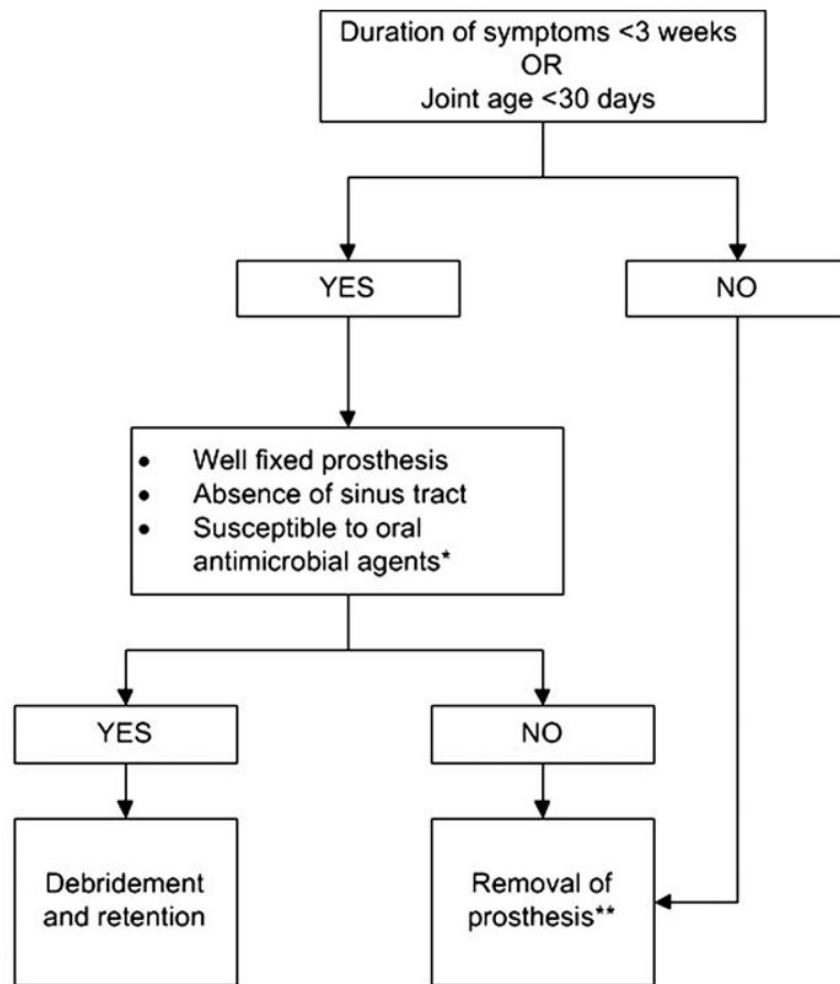 Duration of symptoms <3 weeks
OR
Joint age <30 days
YES
NO
• Well fixed prosthesis
• Absence of sinus tract
• Susceptible to oral
antimicrobial agents*
YES
NO
Debridement
and retention
Removal of
prosthesis**